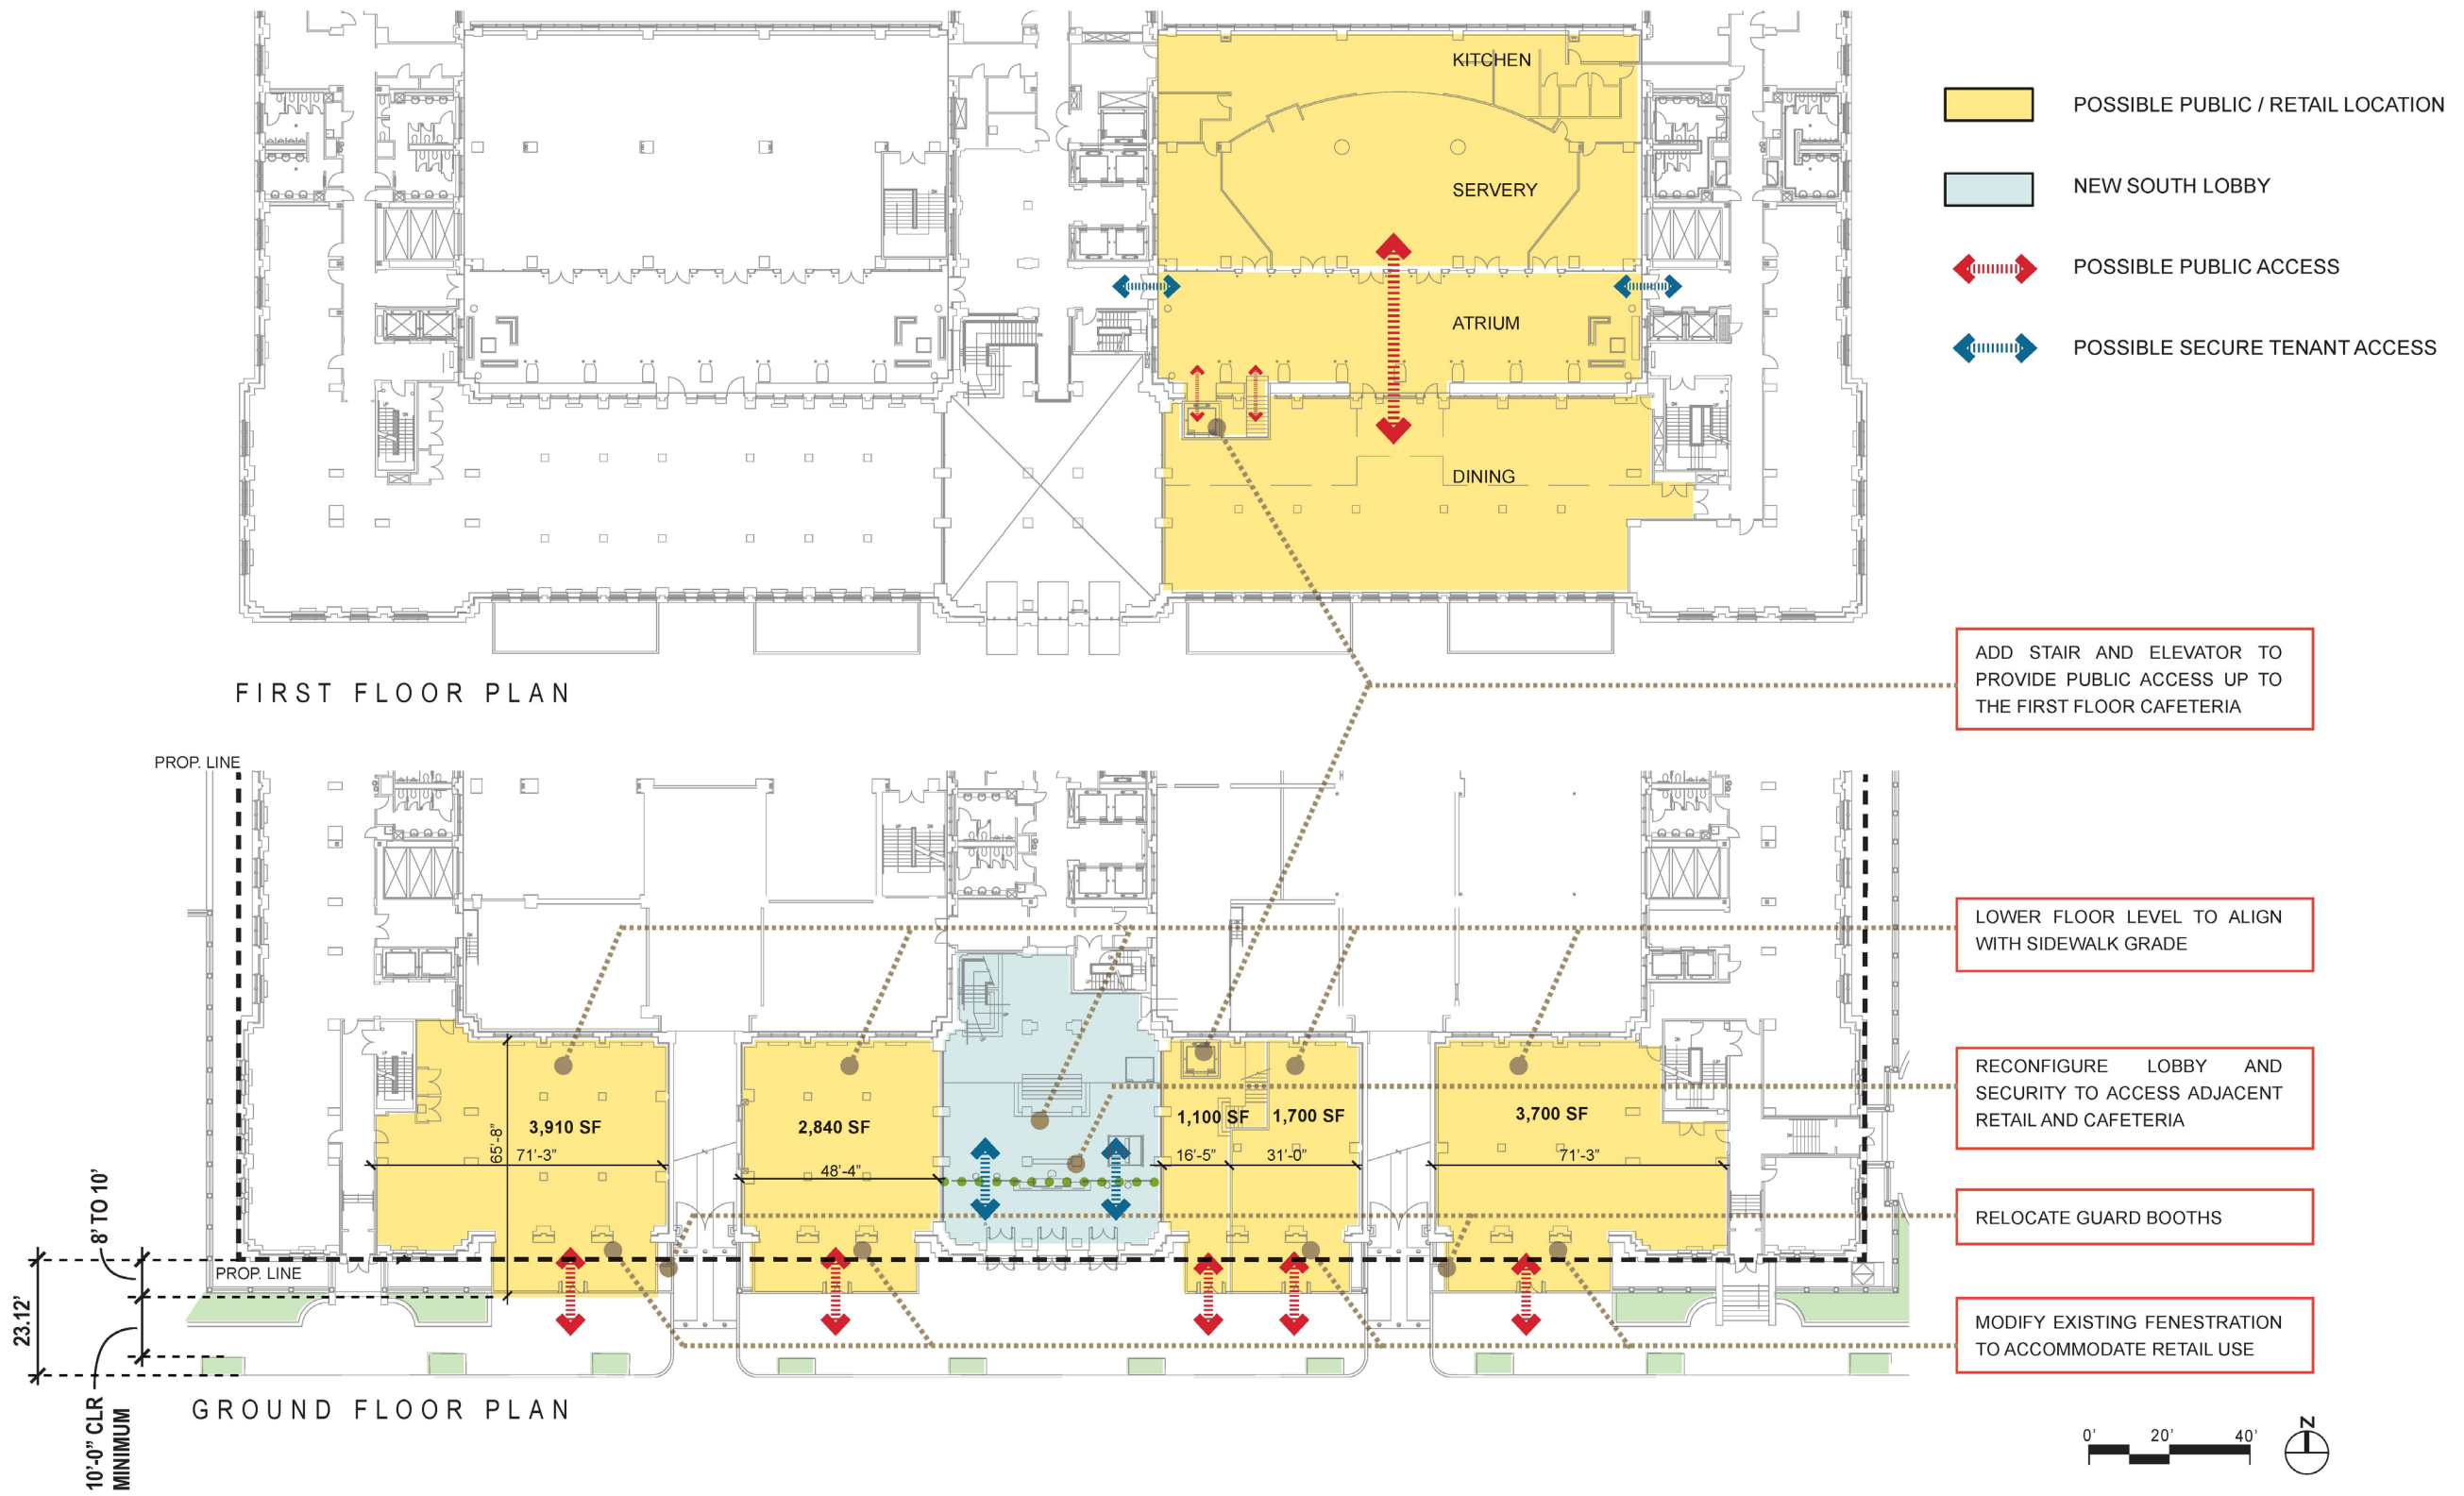 KITCHEN
SERVERY
ATRIUM
DINING
POSSIBLE PUBLIC / RETAIL LOCATION
NEW SOUTH LOBBY
POSSIBLE PUBLIC ACCESS
POSSIBLE SECURE TENANT ACCESS
FIRST FLOOR PLAN
ADD STAIR AND ELEVATOR TO
PROVIDE PUBLIC ACCESS UP TO
THE FIRST FLOOR CAFETERIA
PROP. LINE
LOWER FLOOR LEVEL TO ALIGN
WITH SIDEWALK GRADE
RECONFIGURE LOBBY AND
SECURITY TO ACCESS ADJACENT
RETAIL AND CAFETERIA
RELOCATE GUARD BOOTHS
MODIFY EXISTING FENESTRATION
TO ACCOMMODATE RETAIL USE
3,910 SF
65'-8"
71'-3"
2,840 SF
48'-4"
1,100 SF
16'-5"
1,700 SF
31'-0"
3,700 SF
71'-3"
8' TO 10'
23.12'
10'-0" CLR
MINIMUM
PROP. LINE
GROUND FLOOR PLAN
0' 20' 40'
N